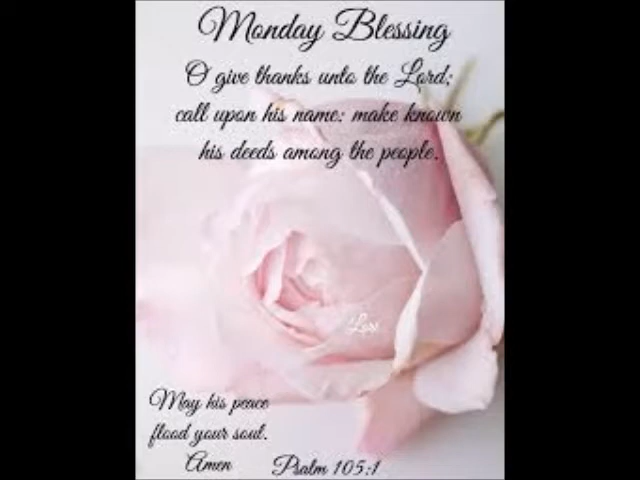 Monday Blessing
O give thanks unto the Lord;
call upon his name: make known
his deeds among the people.
Lori
May his peace
flood your soul.
Amen
Psalm 105:1